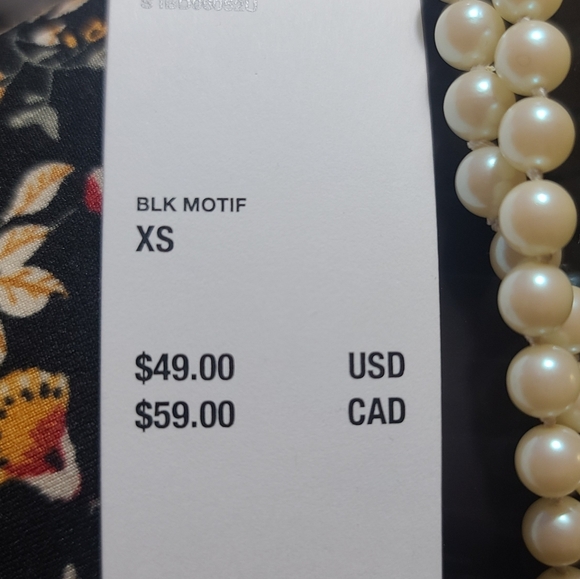 BLK MOTIF
XS
$49.00 USD
$59.00 CAD